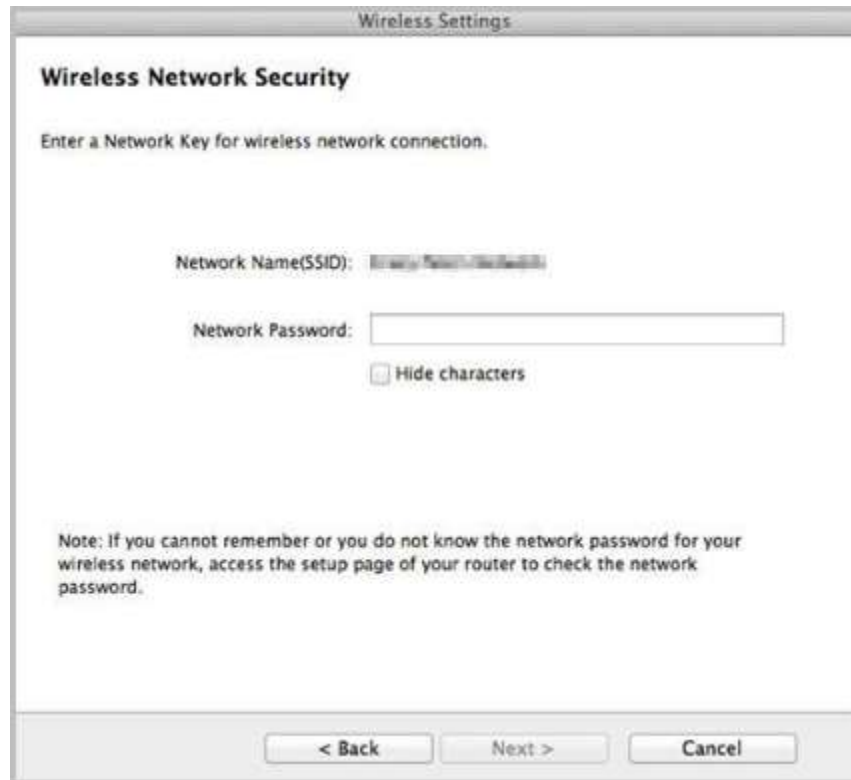 Wireless Settings
Wireless Network Security
Enter a Network Key for wireless network connection.
Network Name(SSID):
Network Password:
Hide characters
Note: If you cannot remember or you do not know the network password for your
wireless network, access the setup page of your router to check the network
password.
< Back Next > Cancel